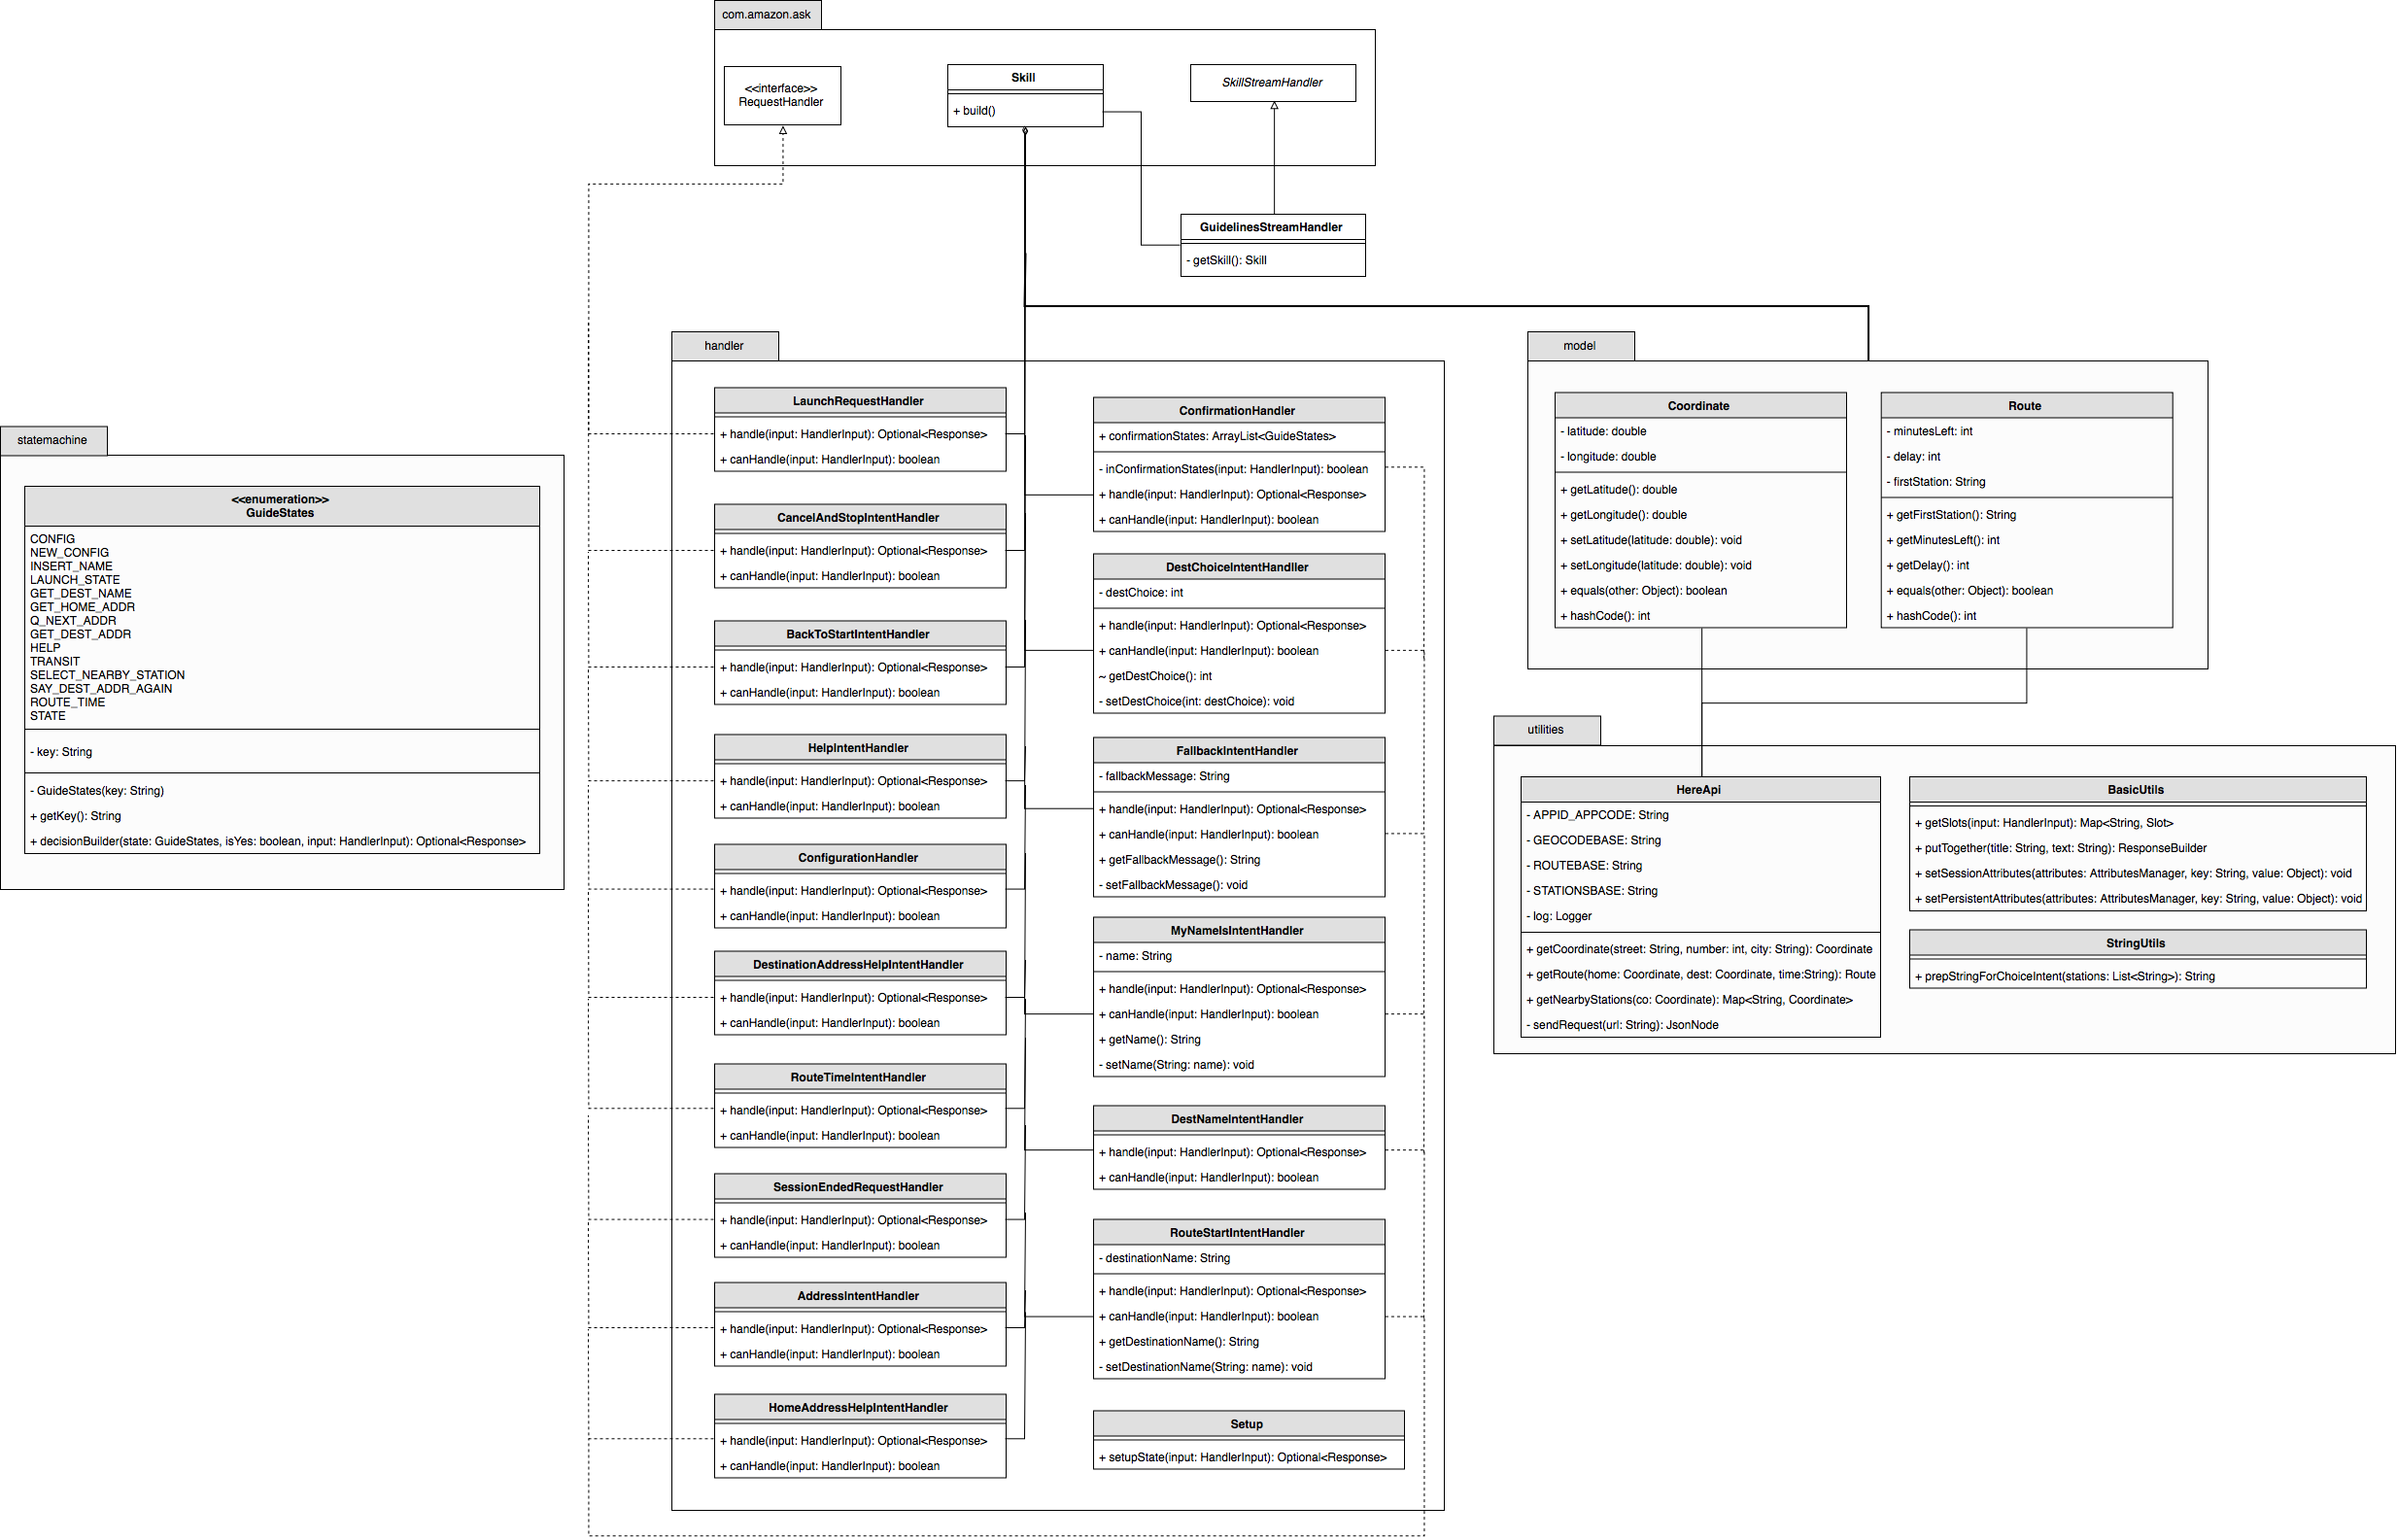 com.amazon.ask
<<interface>>
RequestHandler
Skill
+ build()
SkillStreamHandler
GuidelinesStreamHandler
- getSkill(): Skill
statemachine
<<enumeration>>
GuideStates
CONFIG
NEW_CONFIG
INSERT_NAME
LAUNCH_STATE
GET_DEST_NAME
GET_HOME_ADDR
Q_NEXT_ADDR
GET_DEST_ADDR
HELP
TRANSIT
SELECT_NEARBY_STATION
SAY_DEST_ADDR_AGAIN
ROUTE_TIME
STATE
- key: String
- GuideStates(key: String)
+ getKey(): String
+ decisionBuilder(state: GuideStates, isYes: boolean, input: HandlerInput): Optional<Response>
handler
LaunchRequestHandler
+ handle(input: HandlerInput): Optional<Response>
+ canHandle(input: HandlerInput): boolean
CancelAndStopIntentHandler
+ handle(input: HandlerInput): Optional<Response>
+ canHandle(input: HandlerInput): boolean
BackToStartIntentHandler
+ handle(input: HandlerInput): Optional<Response>
+ canHandle(input: HandlerInput): boolean
HelpIntentHandler
+ handle(input: HandlerInput): Optional<Response>
+ canHandle(input: HandlerInput): boolean
ConfigurationHandler
+ handle(input: HandlerInput): Optional<Response>
+ canHandle(input: HandlerInput): boolean
DestinationAddressHelpIntentHandler
+ handle(input: HandlerInput): Optional<Response>
+ canHandle(input: HandlerInput): boolean
RouteTimeIntentHandler
+ handle(input: HandlerInput): Optional<Response>
+ canHandle(input: HandlerInput): boolean
SessionEndedRequestHandler
+ handle(input: HandlerInput): Optional<Response>
+ canHandle(input: HandlerInput): boolean
AddressIntentHandler
+ handle(input: HandlerInput): Optional<Response>
+ canHandle(input: HandlerInput): boolean
HomeAddressHelpIntentHandler
+ handle(input: HandlerInput): Optional<Response>
+ canHandle(input: HandlerInput): boolean
ConfirmationHandler
+ confirmationStates: ArrayList<GuideStates>
- inConfirmationStates(input: HandlerInput): boolean
+ handle(input: HandlerInput): Optional<Response>
+ canHandle(input: HandlerInput): boolean
DestChoiceIntentHandller
- destChoice: int
+ handle(input: HandlerInput): Optional<Response>
+ canHandle(input: HandlerInput): boolean
~ getDestChoice(): int
- setDestChoice(int: destChoice): void
FallbackIntentHandler
- fallbackMessage: String
+ handle(input: HandlerInput): Optional<Response>
+ canHandle(input: HandlerInput): boolean
+ getFallbackMessage(): String
- setFallbackMessage(): void
MyNameIsIntentHandler
- name: String
+ handle(input: HandlerInput): Optional<Response>
+ canHandle(input: HandlerInput): boolean
+ getName(): String
- setName(String: name): void
DestNameIntentHandler
+ handle(input: HandlerInput): Optional<Response>
+ canHandle(input: HandlerInput): boolean
RouteStartIntentHandler
- destinationName: String
+ handle(input: HandlerInput): Optional<Response>
+ canHandle(input: HandlerInput): boolean
+ getDestinationName(): String
- setDestinationName(String: name): void
Setup
+ setupState(input: HandlerInput): Optional<Response>
model
Coordinate
- latitude: double
- longitude: double
+ getLatitude(): double
+ getLongitude(): double
+ setLatitude(latitude: double): void
+ setLongitude(latitude: double): void
+ equals(other: Object): boolean
+ hashCode(): int
Route
- minutesLeft: int
- delay: int
- firstStation: String
+ getFirstStation(): String
+ getMinutesLeft(): int
+ getDelay(): int
+ equals(other: Object): boolean
+ hashCode(): int
utilities
HereApi
- APPID_APPCODE: String
- GEOCODEBASE: String
- ROUTEBASE: String
- STATIONSBASE: String
- log: Logger
+ getCoordinate(street: String, number: int, city: String): Coordinate
+ getRoute(home: Coordinate, dest: Coordinate, time:String): Route
+ getNearbyStations(co: Coordinate): Map<String, Coordinate>
- sendRequest(url: String): JsonNode
BasicUtils
+ getSlots(input: HandlerInput): Map<String, Slot>
+ putTogether(title: String, text: String): ResponseBuilder
+ setSessionAttributes(attributes: AttributesManager, key: String, value: Object): void
+ setPersistentAttributes(attributes: AttributesManager, key: String, value: Object): void
StringUtils
+ prepStringForChoiceIntent(stations: List<String>): String